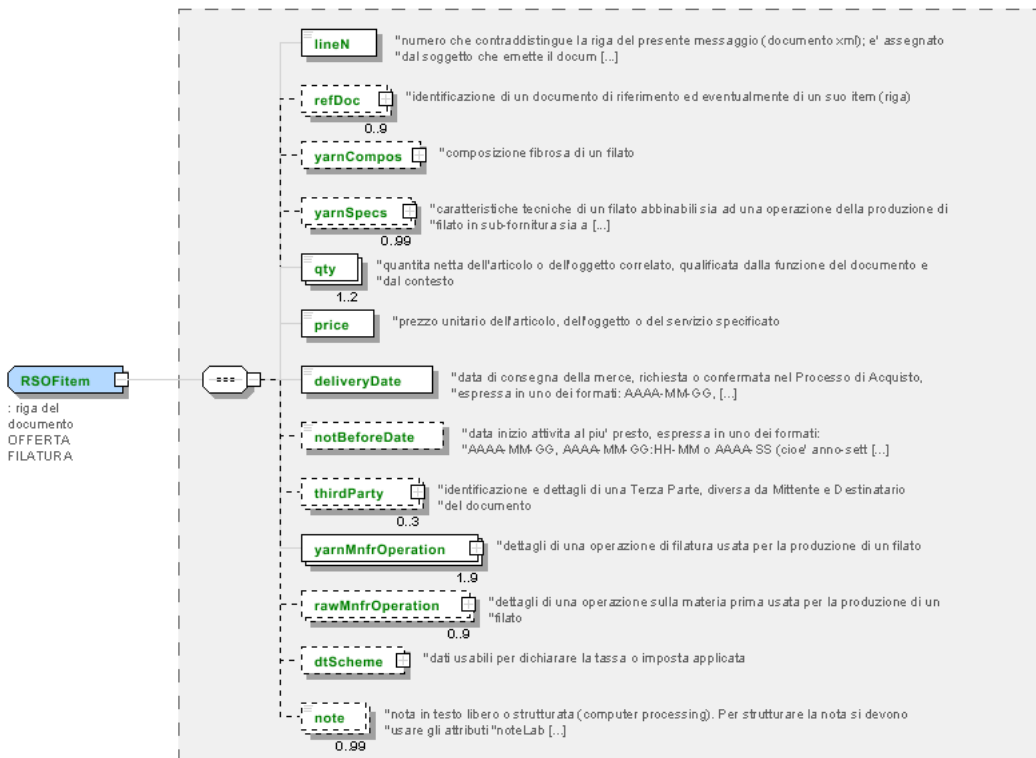 lineN
"numero che contraddistingue la riga del presente messaggio (documento xml); e' assegnato
"dal soggetto che emette il docum [...]
refDoc
0..9
"identificazione di un documento di riferimento ed eventualmente di un suo item (riga)
yarnCompos
"composizione fibrosa di un filato
yarnSpecs
0..99
"caratteristiche tecniche di un filato abbinabili sia ad una operazione della produzione di
"filato in sub-fornitura sia a [...]
qty
1..2
"quantita netta dell'articolo o dell'oggetto correlato, qualificata dalla funzione del documento e
"dal contesto
price
"prezzo unitario dell'articolo, dell'oggetto o del servizio specificato
RSOFitem
: riga del
documento
OFFERTA
FILATURA
deliveryDate
"data di consegna della merce, richiesta o confermata nel Processo di Acquisto,
"espressa in uno dei formati: AAAA-MM-GG, [...]
notBeforeDate
"data inizio attivita al piu' presto, espressa in uno dei formati:
"AAAA-MM-GG, AAAA-MM-GG:HH-MM o AAAA-SS (cioe' anno-sett [...]
thirdParty
0..3
"identificazione e dettagli di una Terza Parte, diversa da Mittente e Destinatario
"del documento
yarnMnfrOperation
1..9
"dettagli di una operazione di filatura usata per la produzione di un filato
rawMnfrOperation
0..9
"dettagli di una operazione sulla materia prima usata per la produzione di un
"filato
dtScheme
"dati usabili per dichiarare la tassa o imposta applicata
note
0..99
"nota in testo libero o strutturata (computer processing). Per strutturare la nota si devono
"usare gli attributi "noteLab [...]